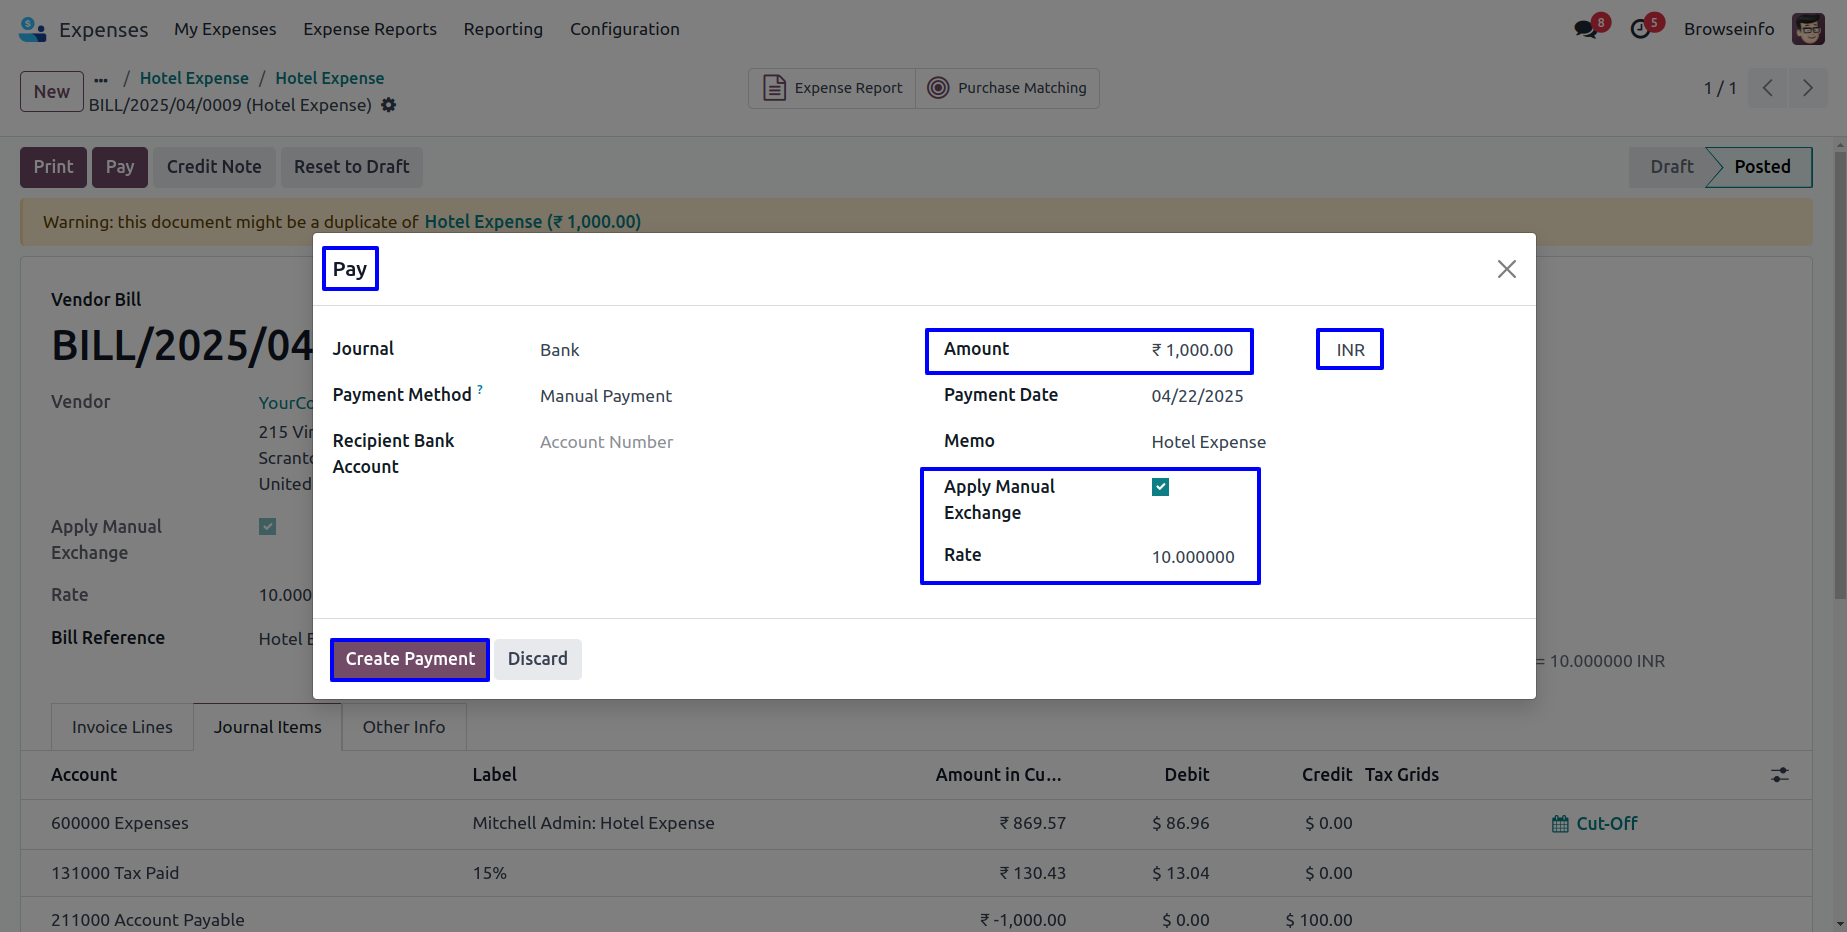 Expenses My Expenses Expense Reports Reporting Configuration 8 5 Browseinfo
New ... / Hotel Expense / Hotel Expense
BILL/2025/04/0009 (Hotel Expense)
Expense Report Purchase Matching 1 / 1
Print Pay Credit Note Reset to Draft Draft Posted
Warning: this document might be a duplicate of Hotel Expense (₹ 1,000.00)
Pay
Journal Bank
Payment Method ? Manual Payment
Recipient Bank Account Account Number
Amount ₹ 1,000.00 INR
Payment Date 04/22/2025
Memo Hotel Expense
Apply Manual
Exchange
Rate 10.000000
Create Payment Discard
Vendor Bill
BILL/2025/04
Vendor YourCo
215 Vir
Scrant
United
Apply Manual
Exchange
Rate 10.000
Bill Reference Hotel E
= 10.000000 INR
Invoice Lines Journal Items Other Info
Account Label Amount in Cu... Debit Credit Tax Grids
600000 Expenses Mitchell Admin: Hotel Expense ₹ 869.57 $ 86.96 $ 0.00 Cut-Off
131000 Tax Paid 15% ₹ 130.43 $ 13.04 $ 0.00
211000 Account Payable ₹ -1,000.00 $ 0.00 $ 100.00